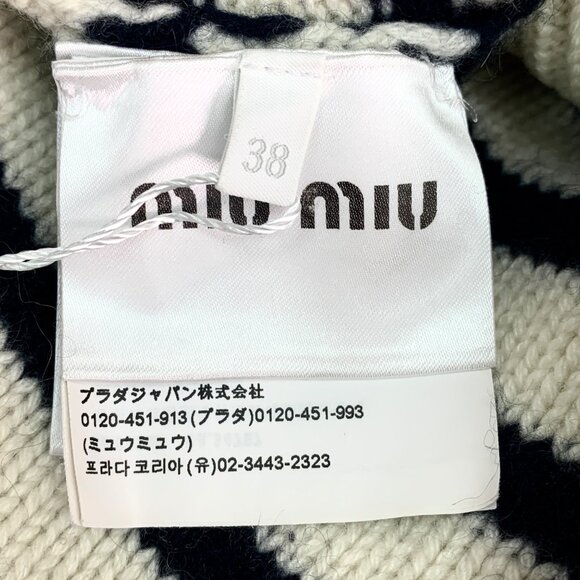 38
miu miu
プラダジャパン株式会社
0120-451-913(プラダ)0120-451-993
(ミュウミュウ)
프라다 코리아(유)02-3443-2323